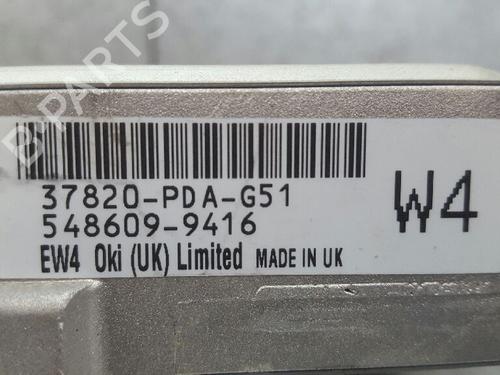 B-PARTS
37820-PDA-G51
548609-9416
W4
EW4 Oki (UK) Limited MADE IN UK